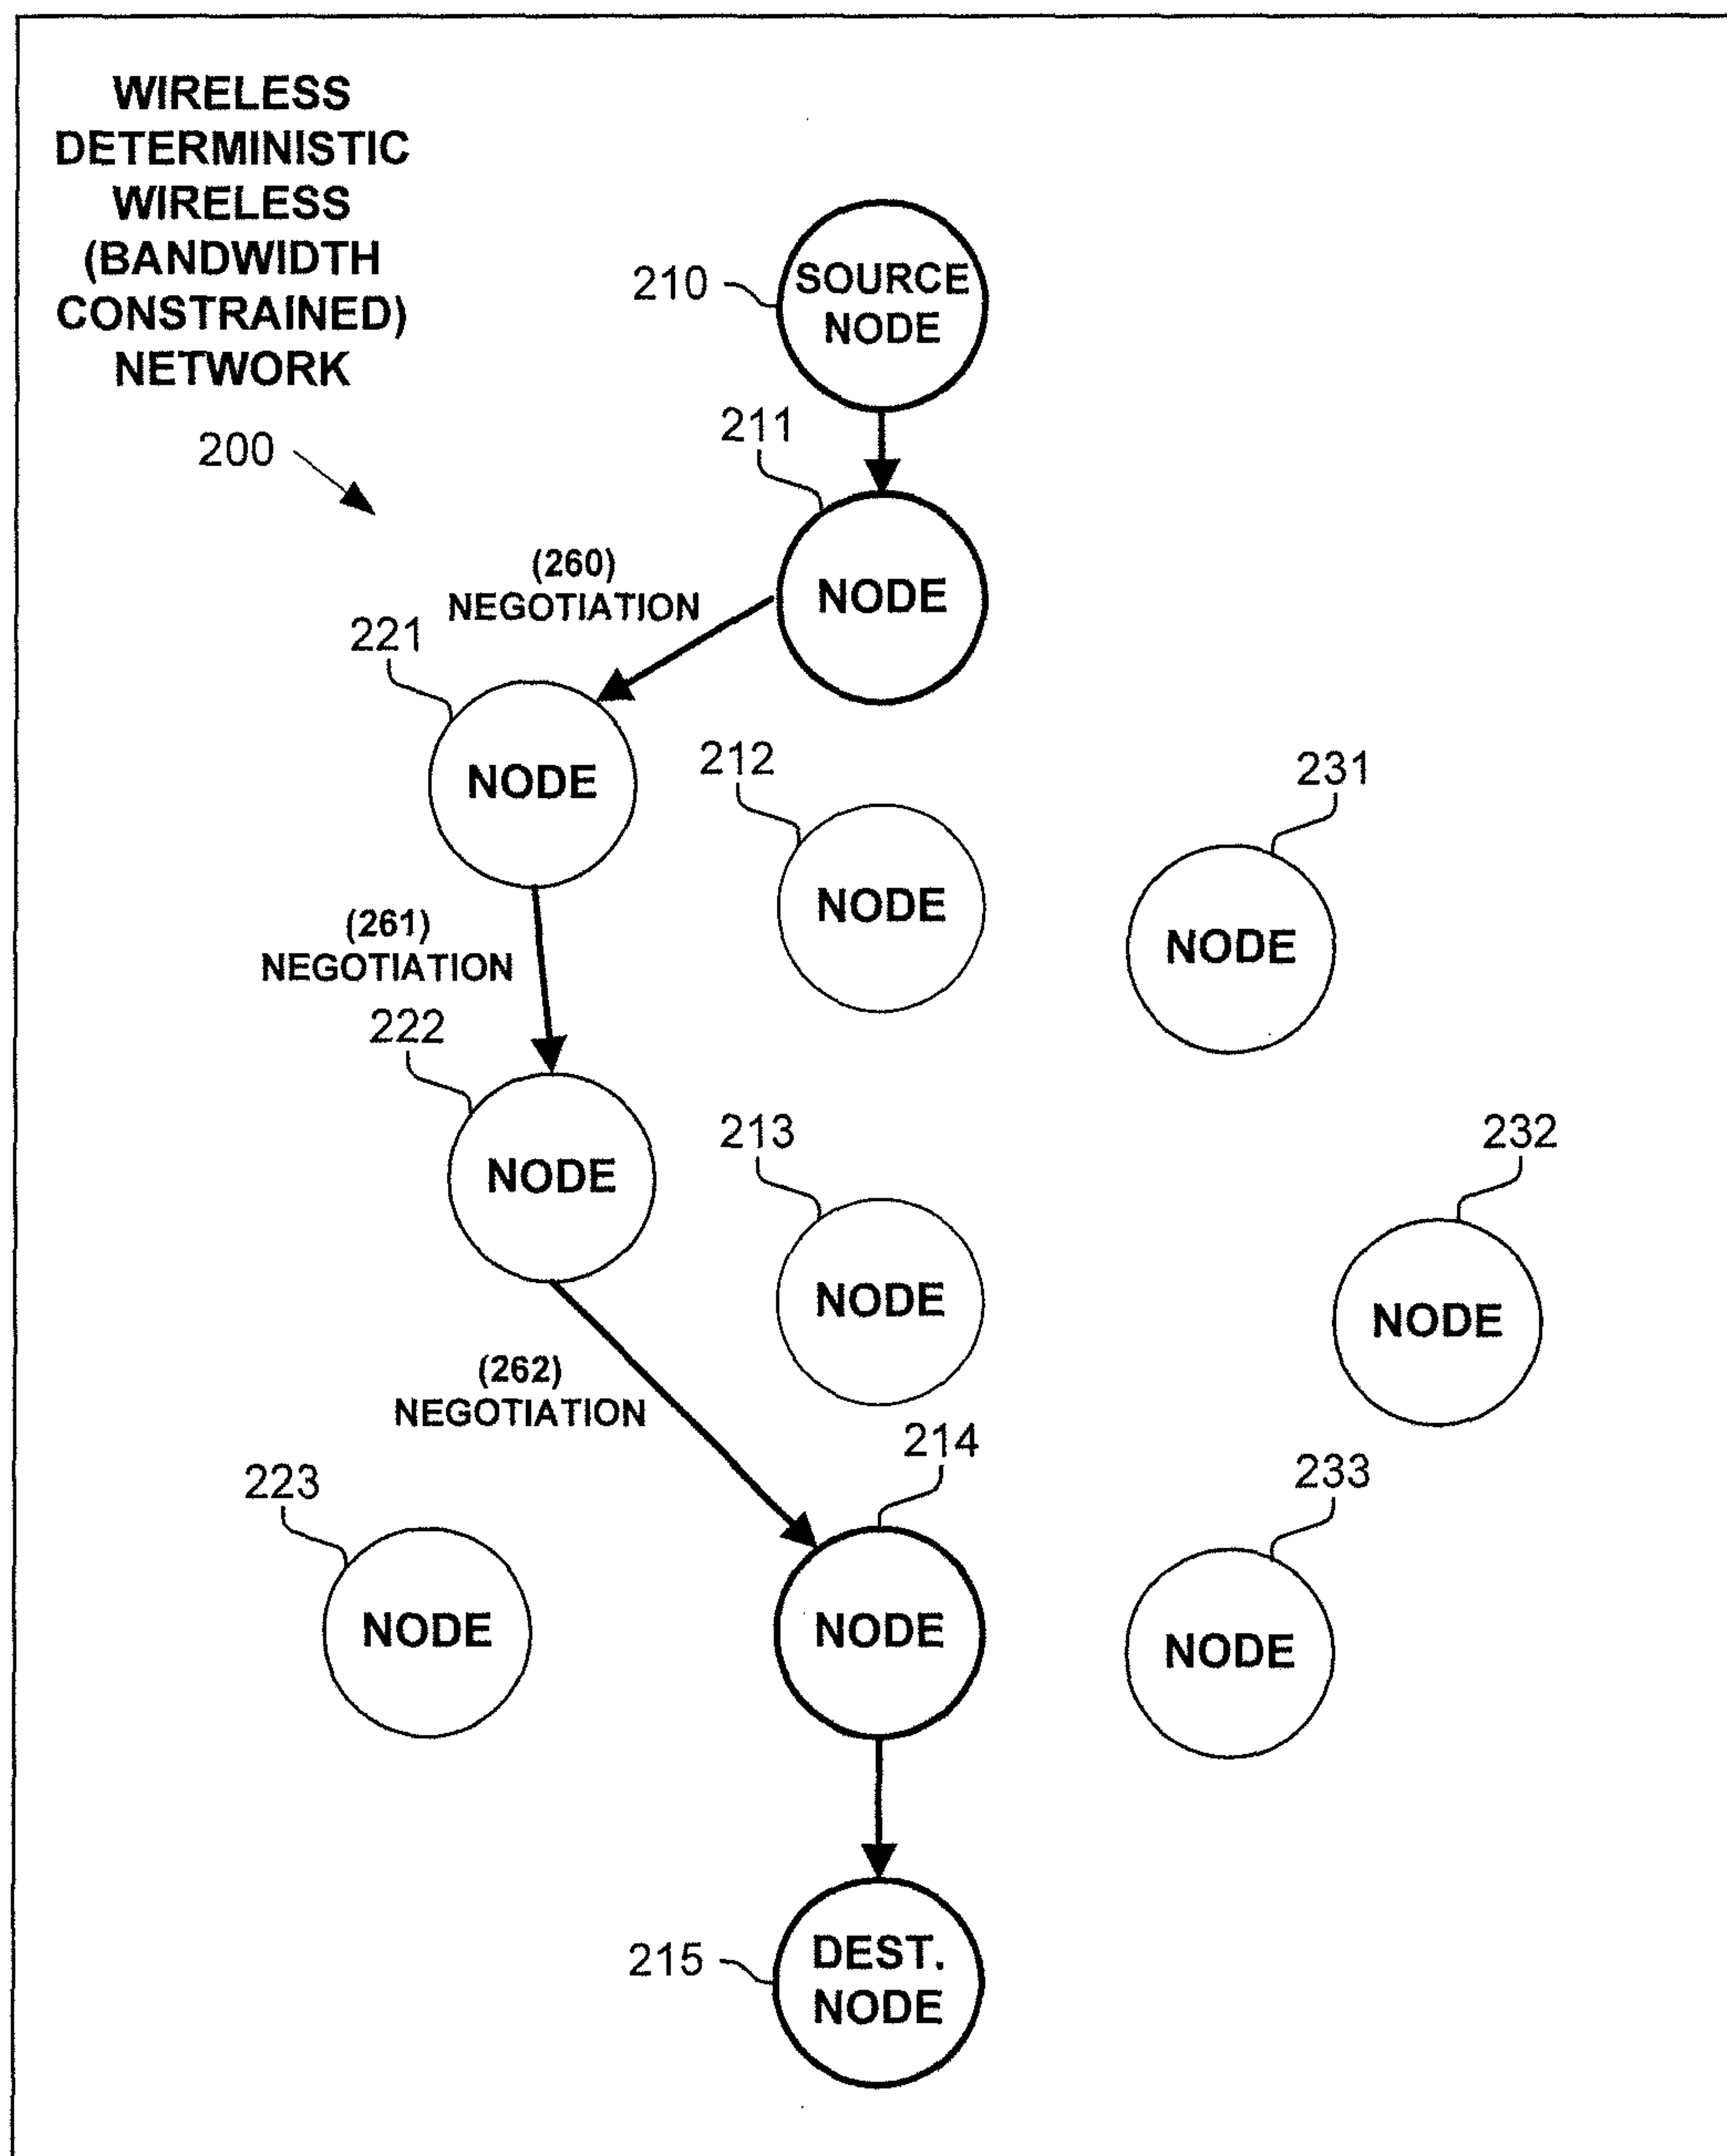 WIRELESS
DETERMINISTIC
WIRELESS
(BANDWIDTH
CONSTRAINED)
NETWORK
200
210
SOURCE
NODE
211
NODE
(260)
NEGOTIATION
221
NODE
212
NODE
231
NODE
(261)
NEGOTIATION
222
NODE
213
NODE
232
NODE
(262)
NEGOTIATION
214
NODE
223
NODE
233
NODE
215
DEST.
NODE